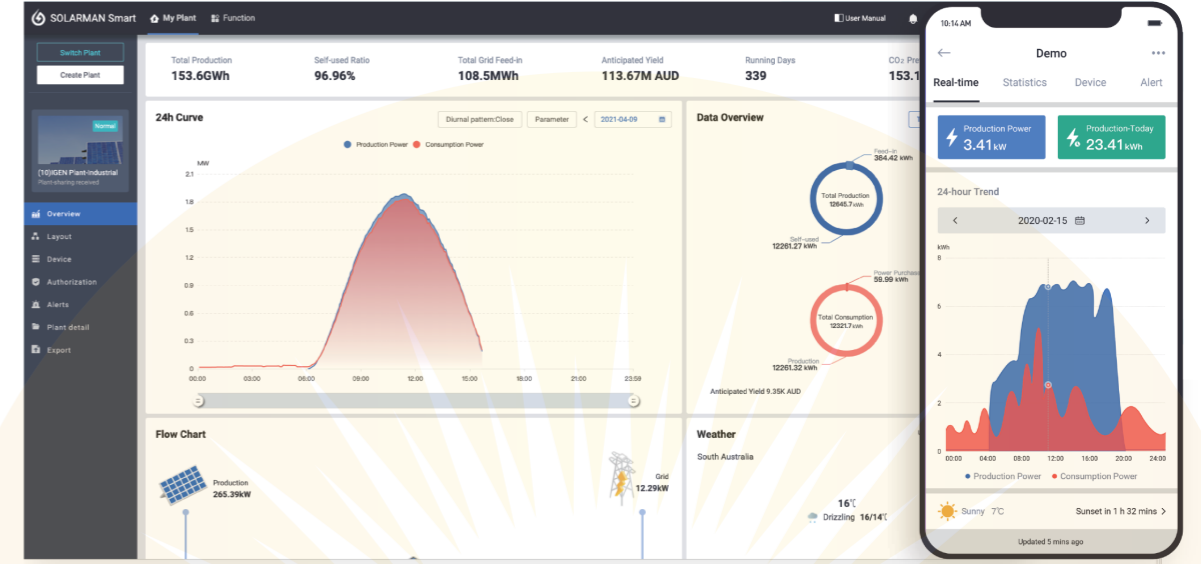 SOLARMAN Smart
My Plant
Function
User Manual
Switch Plant
Create Plant
Normal
(10)IGEN Plant-Industrial
Plant sharing received
Overview
Layout
Device
Authorization
Alerts
Plant detail
Export
Total Production
153.6GWh
Self-used Ratio
96.96%
Total Grid Feed-in
108.5MWh
Anticipated Yield
113.67M AUD
Running Days
339
CO₂ Pre
153.1
24h Curve
Diurnal pattern:Close
Parameter
< 2021-04-09
Production Power
Consumption Power
MW
2.1
1.8
1.5
1.2
0.9
0.6
0.3
0
00:00 03:00 06:00 09:00 12:00 15:00 18:00 21:00 23:59
Data Overview
Feed-in
384.42 kWh
Total Production
12645.7 kWh
Self-used
12261.27 kWh
Power Purchase
59.99 kWh
Total Consumption
12321.7 kWh
Production
12261.32 kWh
Anticipated Yield 9.35K AUD
Flow Chart
Production
265.39kW
Grid
12.29kW
Weather
South Australia
16℃
Drizzling 16/14℃
10:14 AM
Demo
Real-time
Statistics
Device
Alert
Production Power
3.41kW
Production-Today
23.41kWh
24-hour Trend
< 2020-02-15 >
kWh
8
6
4
2
0
00:00 04:00 08:00 12:00 16:00 20:00 24:00
Production Power
Consumption Power
Sunny 7℃
Sunset in 1 h 32 mins >
Updated 5 mins ago